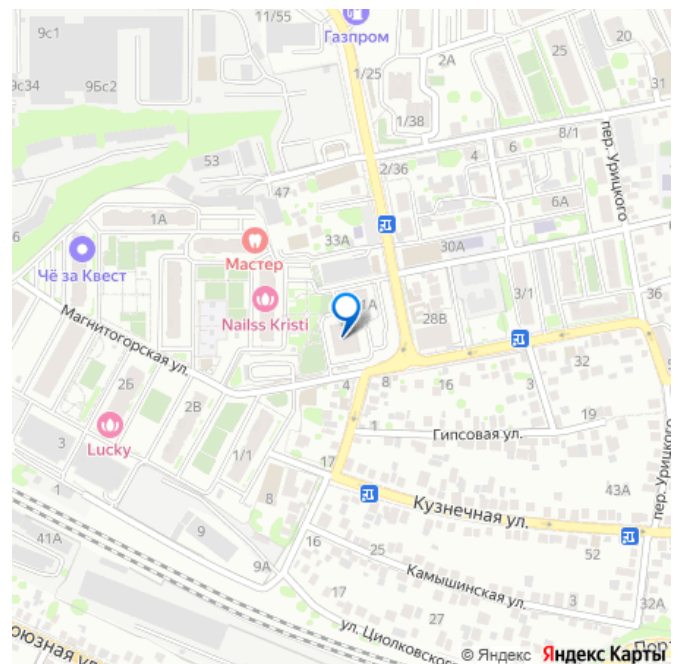 11/55
9с1
Газпром
20
25
2А
9с34
9Бс2
1/25
31
1/38
8/1
пер. Урицкого
53
2/36
4
6
47
6А
1А
33А
30А
6
Мастер
Чё за Квест
Nailss Kristi
1А
3/1
36
28В
Магнитогорская ул.
2Б
4
8
16
32
2В
1
19
Lucky
Гипсовая ул.
3
1/1
17
пер. Урицкого
1
8
43А
Кузнечная ул.
9
41А
16
25
52
9А
Камышинская ул.
17
3
32А
27
ул. Циолковского
© Яндекс Яндекс Карты